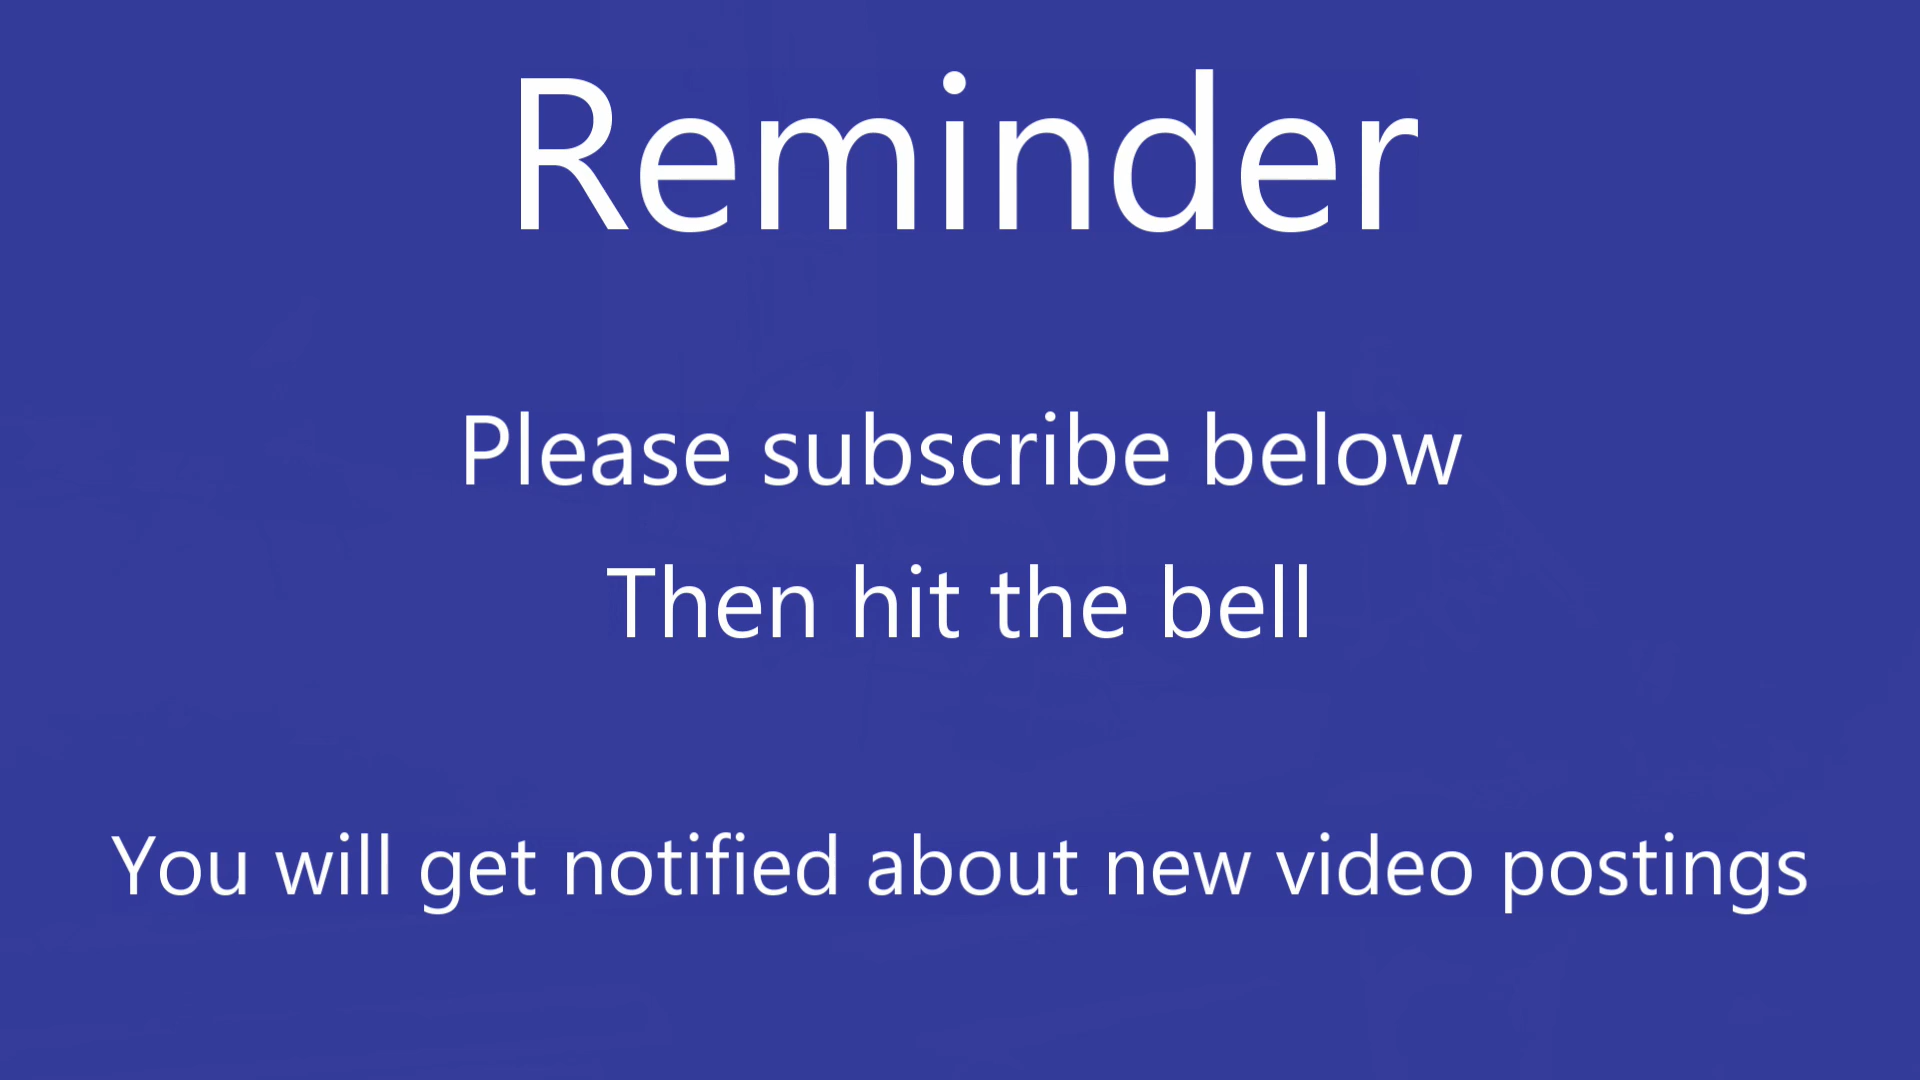 Reminder
Please subscribe below
Then hit the bell
You will get notified about new video postings